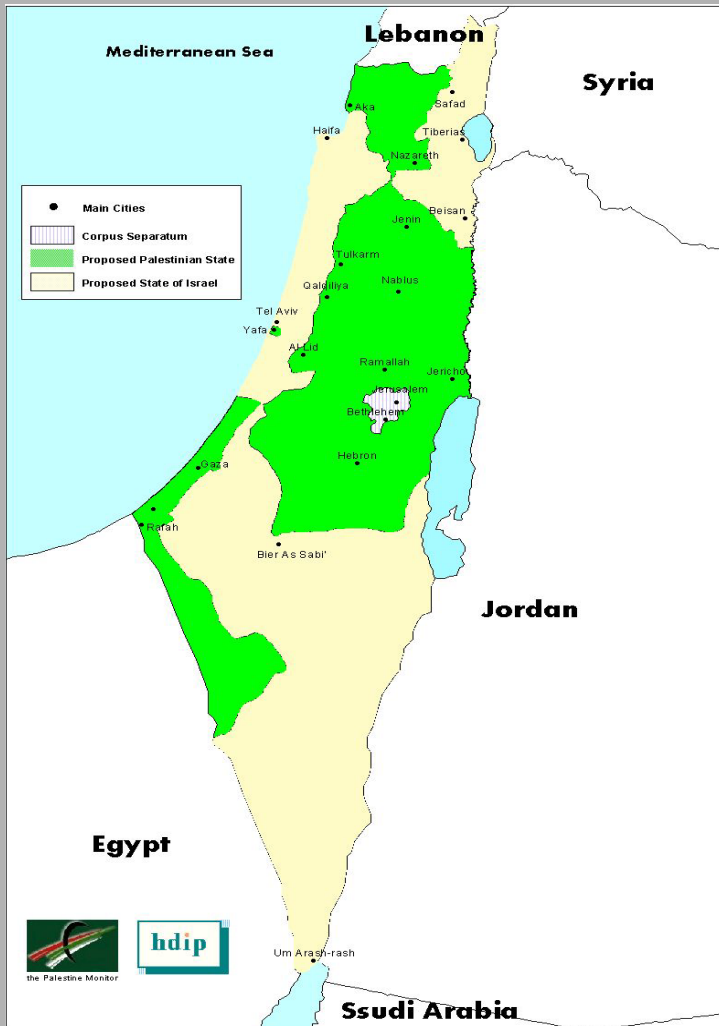 Lebanon
Mediterranean Sea
Syria
Safad
Aka
Haifa
Tiberias
Nazareth
Main Cities
Corpus Separatum
Proposed Palestinian State
Proposed State of Israel
Beisan
Jenin
Tulkarm
Nablus
Qalqiliya
Tel Aviv
Yafa
Al Lid
Ramallah
Jericho
Jerusalem
Bethlehem
Hebron
Gaza
Rafah
Bier As Sabi'
Jordan
Egypt
hdip
the Palestine Monitor
Um Arash-rash
Ssudi Arabia